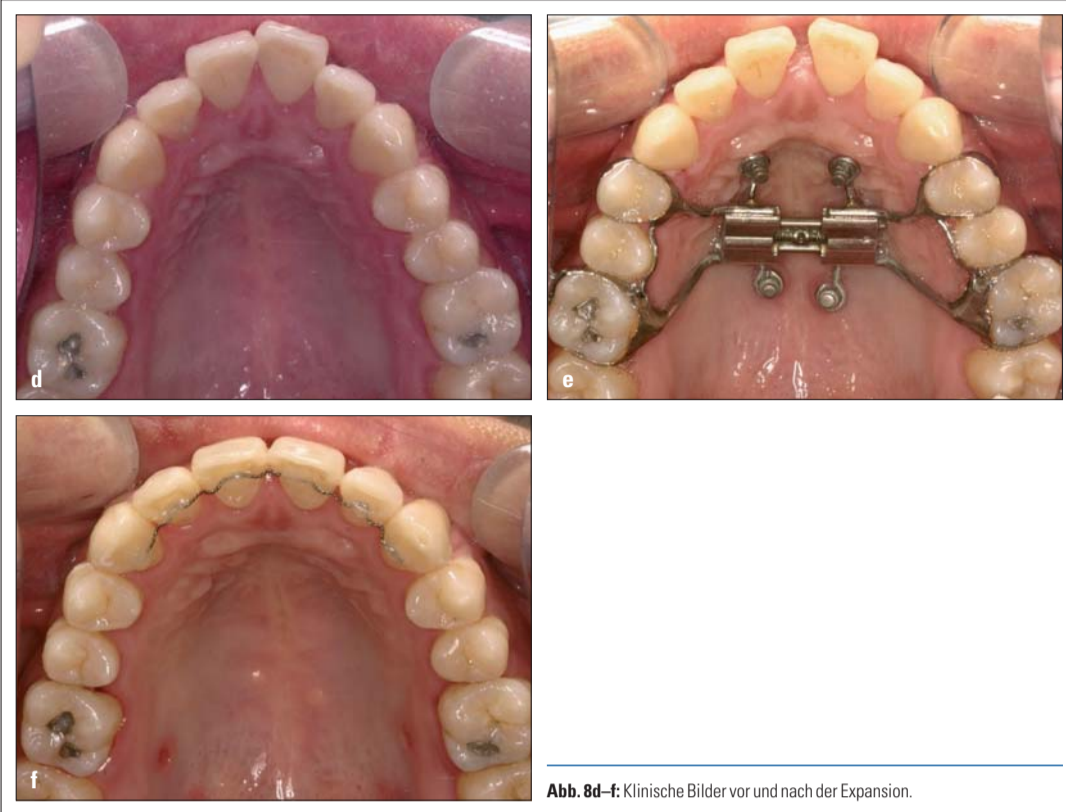 d
e
f
Abb. 8d–f: Klinische Bilder vor und nach der Expansion.